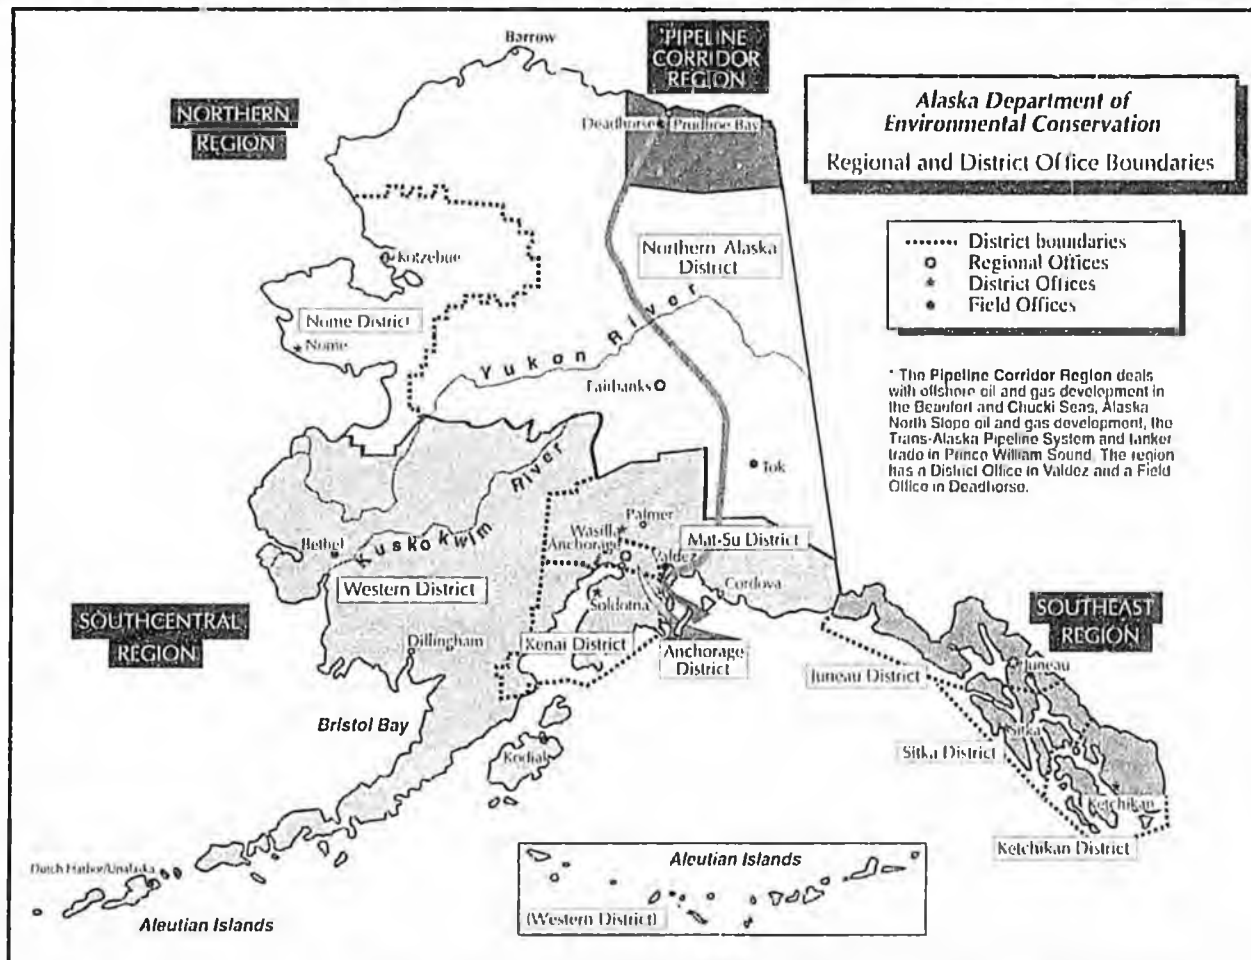 Barrow
PIPELINE
CORRIDOR
REGION
NORTHERN
REGION
Alaska Department of
Environmental Conservation
Regional and District Office Boundaries
Deadhorse
Prudhoe Bay
District boundaries
Regional Offices
District Offices
Field Offices
Northern Alaska
District
Kotzebue
Nome District
Nome
Yukon River
Fairbanks
* The Pipeline Corridor Region deals
with offshore oil and gas development in
the Beaufort and Chucki Seas, Alaska
North Slope oil and gas development, the
Trans-Alaska Pipeline System and tanker
trade in Prince William Sound. The region
has a District Office in Valdez and a Field
Office in Deadhorse.
Tok
Kuskokwim River
Bethel
Palmer
Wasilla
Anchorage
Valdez
Mat-Su District
Western District
Soldotna
Cordova
SOUTHCENTRAL
REGION
SOUTHEAST
REGION
Dillingham
Kenai District
Anchorage
District
Juneau
Juneau District
Bristol Bay
Kodiak
Sitka
Sitka District
Ketchikan
Ketchikan District
Dutch Harbor/Unalaska
Aleutian Islands
Aleutian Islands
(Western District)